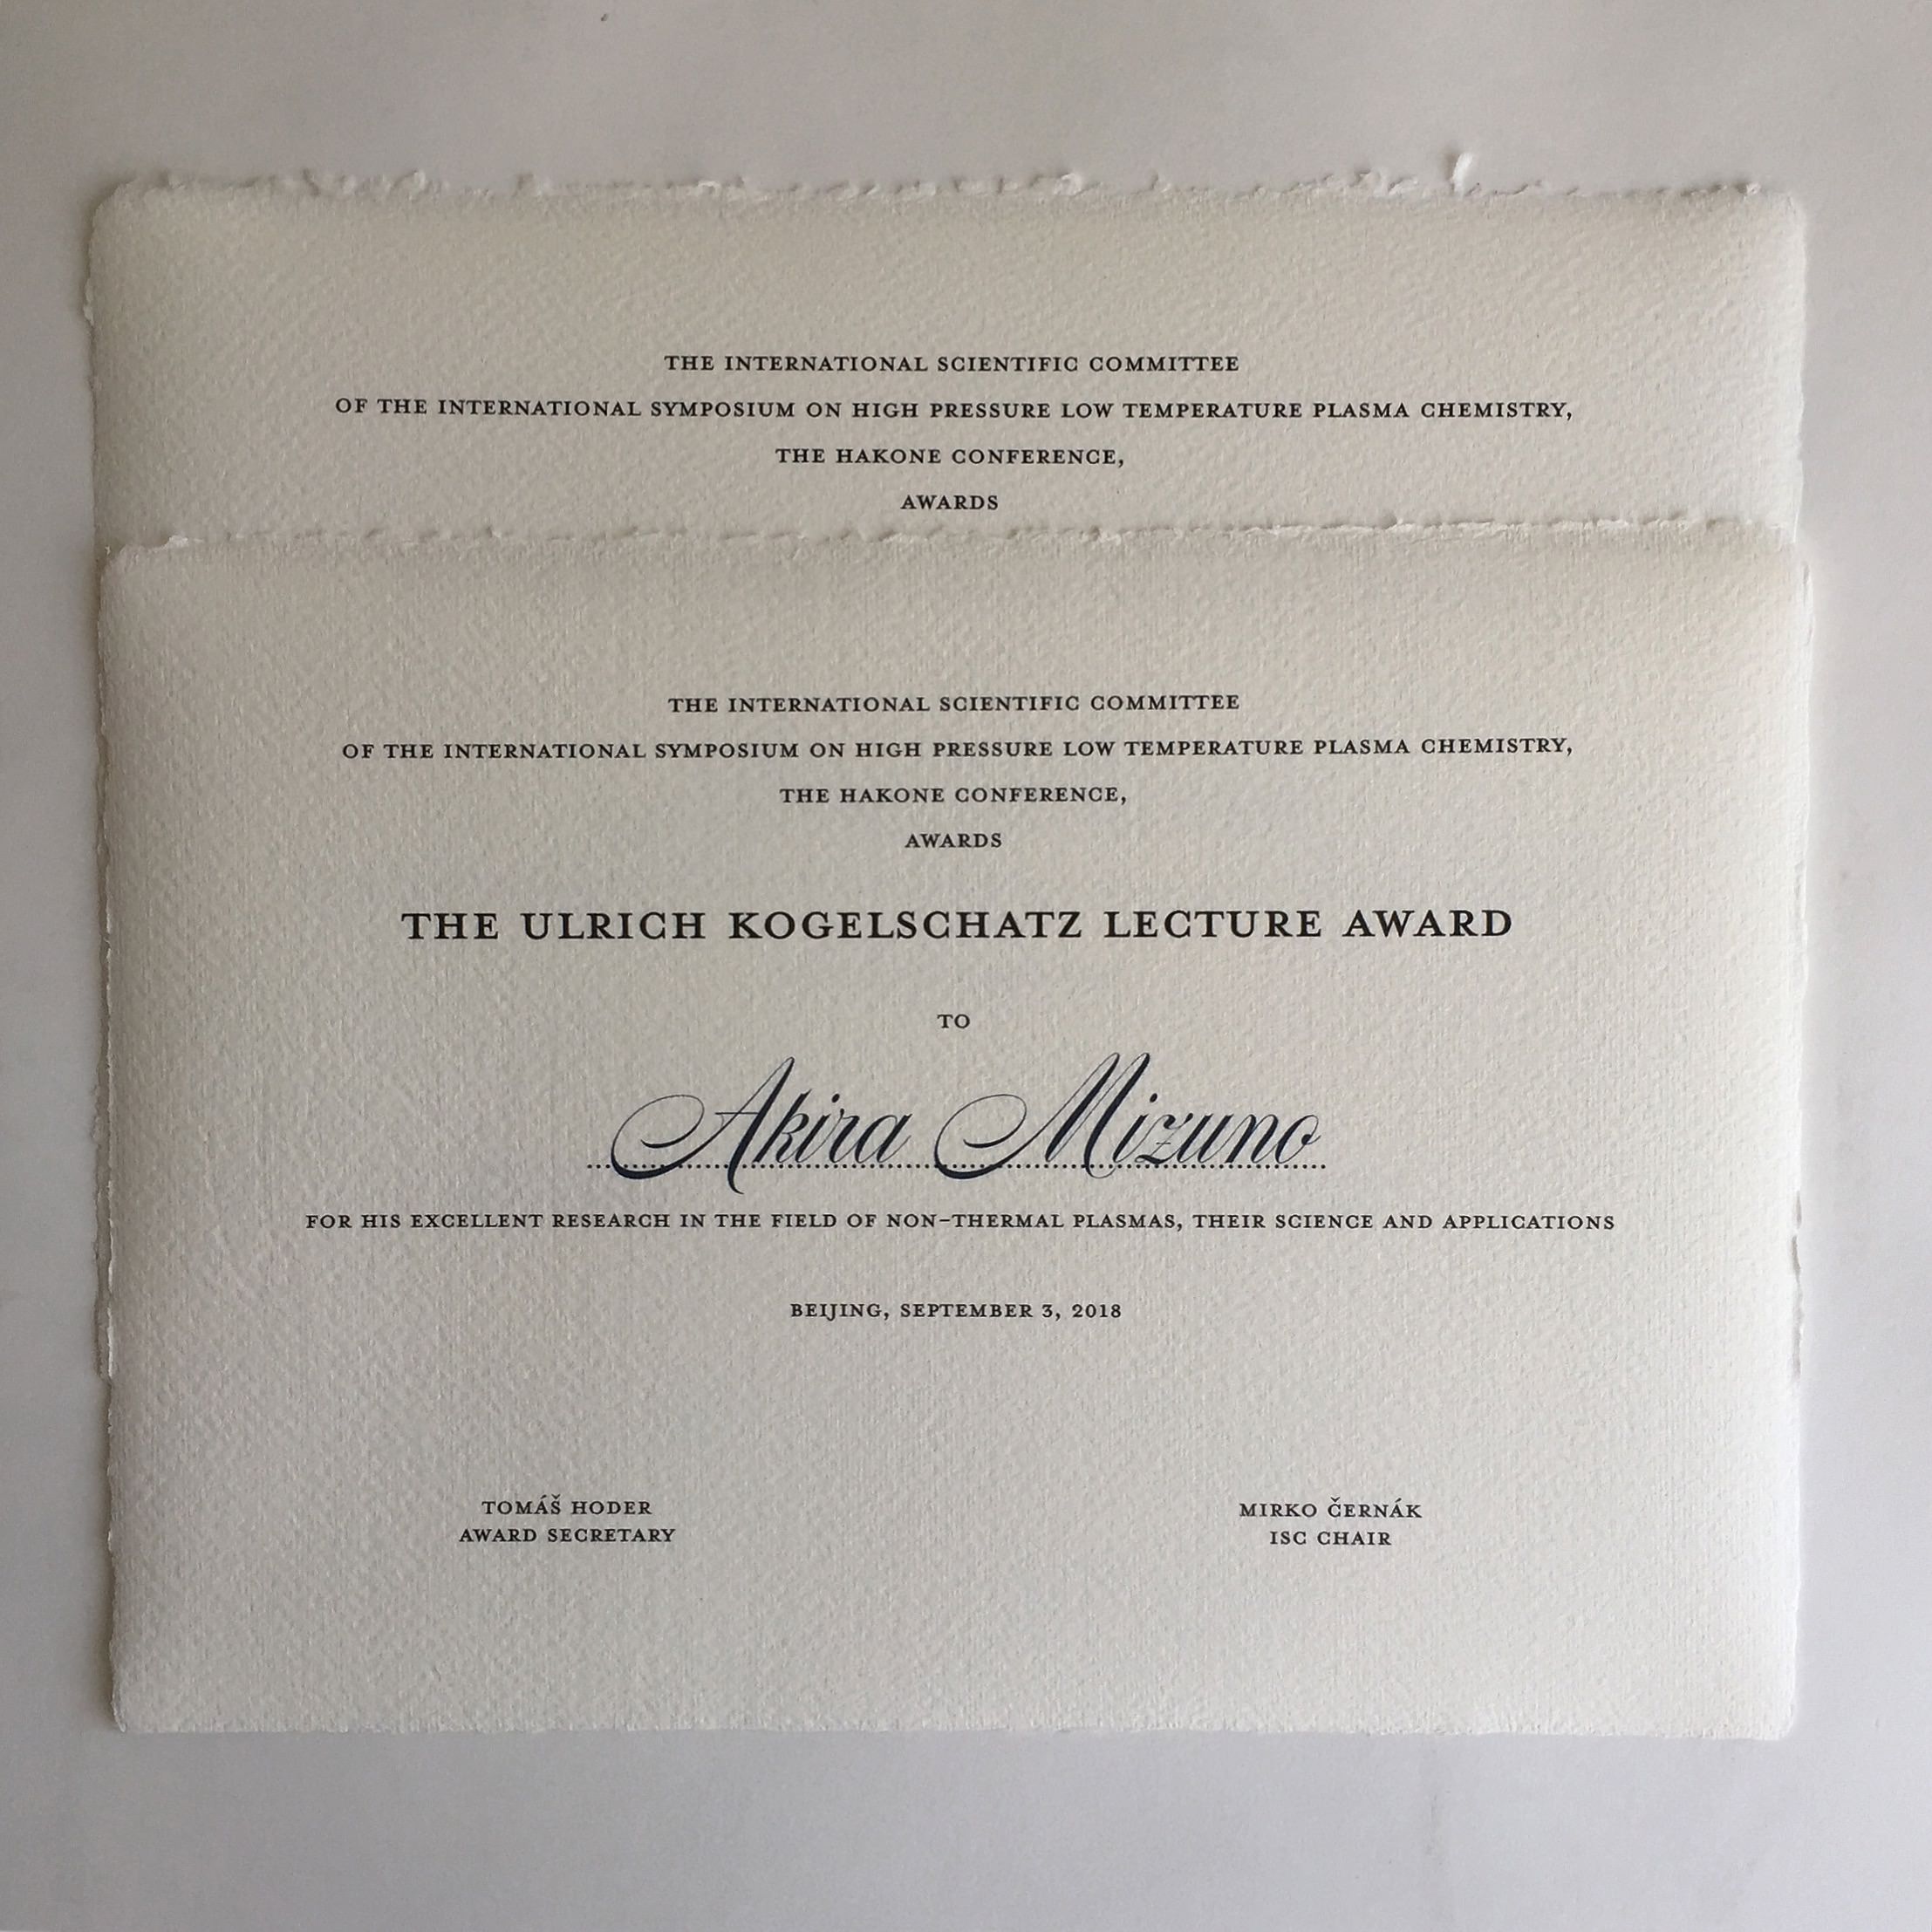 THE INTERNATIONAL SCIENTIFIC COMMITTEE
OF THE INTERNATIONAL SYMPOSIUM ON HIGH PRESSURE LOW TEMPERATURE PLASMA CHEMISTRY,
THE HAKONE CONFERENCE,
AWARDS
THE INTERNATIONAL SCIENTIFIC COMMITTEE
OF THE INTERNATIONAL SYMPOSIUM ON HIGH PRESSURE LOW TEMPERATURE PLASMA CHEMISTRY,
THE HAKONE CONFERENCE,
AWARDS
THE ULRICH KOGELSCHATZ LECTURE AWARD
TO
Akira Mizuno
FOR HIS EXCELLENT RESEARCH IN THE FIELD OF NON-THERMAL PLASMAS, THEIR SCIENCE AND APPLICATIONS
BEIJING, SEPTEMBER 3, 2018
TOMÁŠ HODER
AWARD SECRETARY
MIRKO ČERNÁK
ISC CHAIR